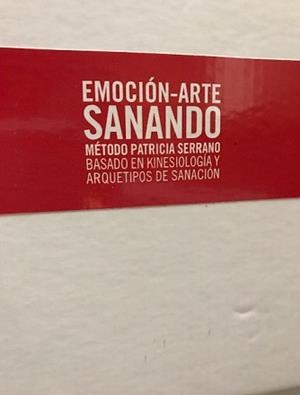 EMOCIÓN-ARTE
SANANDO
MÉTODO PATRICIA SERRANO
BASADO EN KINESIOLOGÍA Y
ARQUETIPOS DE SANACIÓN